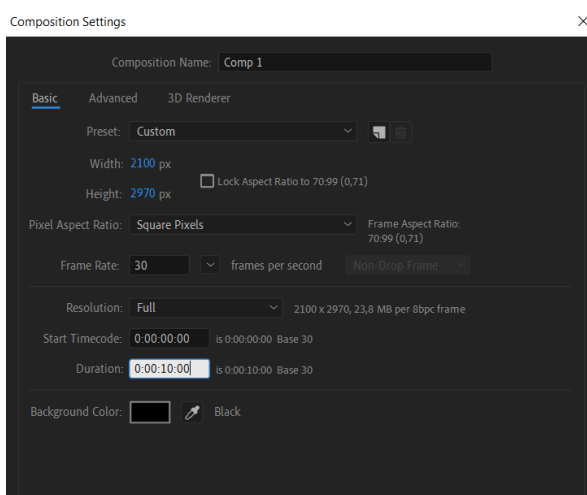 Composition Settings
Composition Name: Comp 1
Basic Advanced 3D Renderer
Preset: Custom
Width: 2100 px
Lock Aspect Ratio to 70:99 (0,71)
Height: 2970 px
Pixel Aspect Ratio: Square Pixels
Frame Aspect Ratio:
70:99 (0,71)
Frame Rate: 30 frames per second Non-Drop Frame
Resolution: Full 2100 x 2970, 23,8 MB per 8bpc frame
Start Timecode: 0:00:00:00 is 0:00:00:00 Base 30
Duration: 0:00:10:00 is 0:00:10:00 Base 30
Background Color: Black